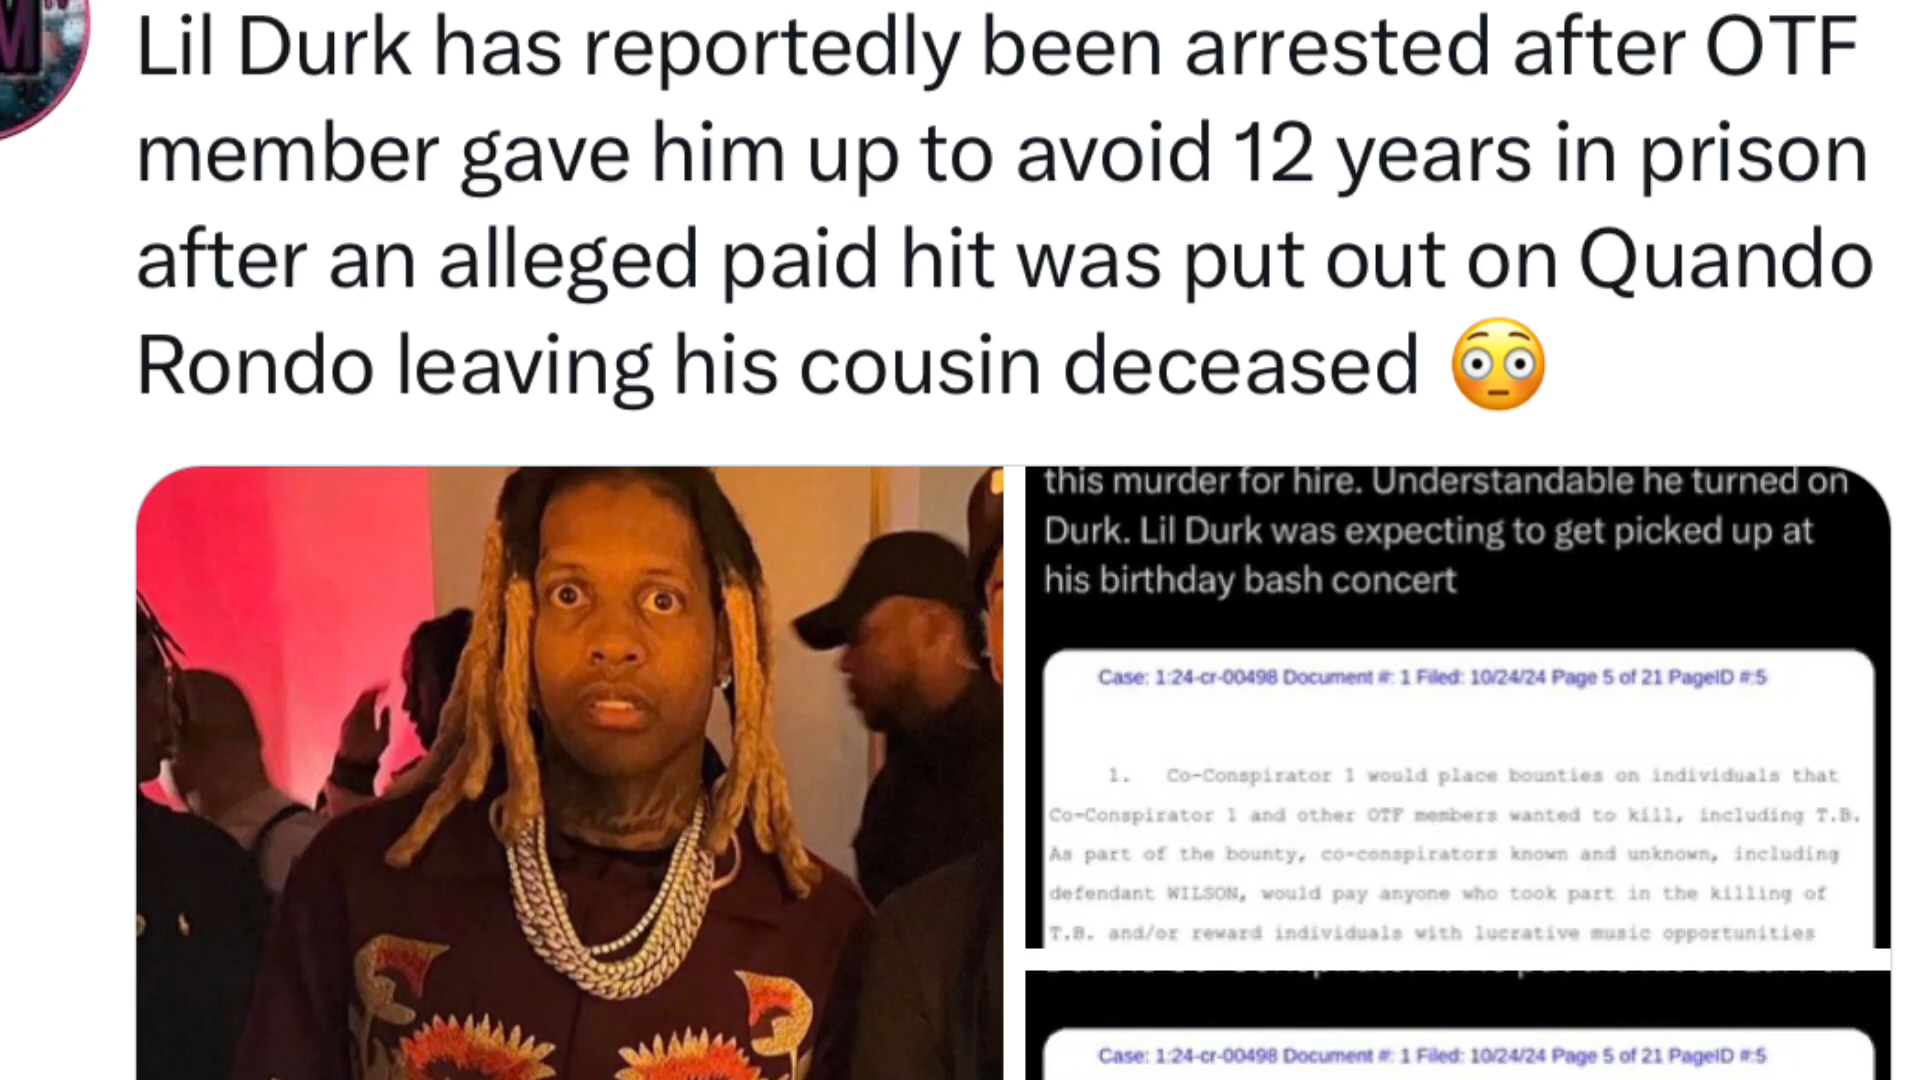 Lil Durk has reportedly been arrested after OTF
member gave him up to avoid 12 years in prison
after an alleged paid hit was put out on Quando
Rondo leaving his cousin deceased 😳
this murder for hire. Understandable he turned on
Durk. Lil Durk was expecting to get picked up at
his birthday bash concert
Case: 1:24-cr-00498 Document #: 1 Filed: 10/24/24 Page 5 of 21 PageID #:5
1. Co-Conspirator 1 would place bounties on individuals that
Co-Conspirator 1 and other OTF members wanted to kill, including T.B.
As part of the bounty, co-conspirators known and unknown, including
defendant WILSON, would pay anyone who took part in the killing of
T.B. and/or reward individuals with lucrative music opportunities
Case: 1:24-cr-00498 Document #: 1 Filed: 10/24/24 Page 5 of 21 PageID #:5